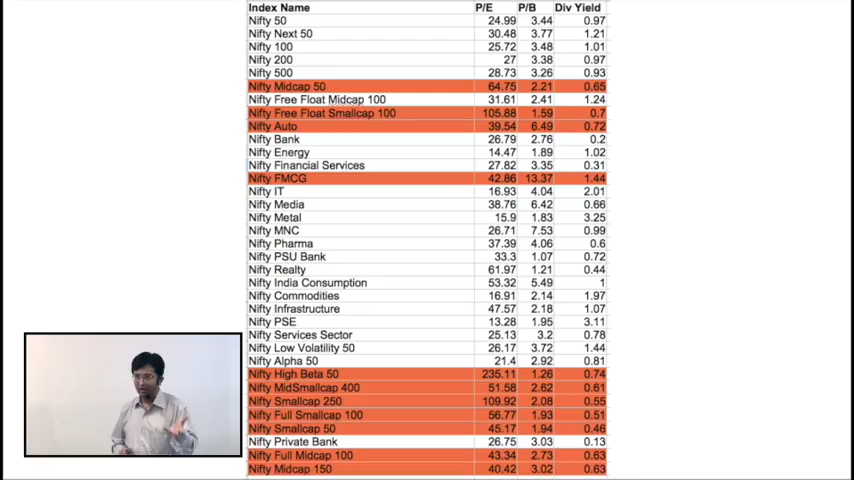 Index Name P/E P/B Div Yield
Nifty 50 24.99 3.44 0.97
Nifty Next 50 30.48 3.77 1.21
Nifty 100 25.72 3.48 1.01
Nifty 200 27 3.38 0.97
Nifty 500 28.73 3.26 0.93
Nifty Midcap 50 64.75 2.21 0.65
Nifty Free Float Midcap 100 31.61 2.41 1.24
Nifty Free Float Smallcap 100 105.88 1.59 0.7
Nifty Auto 39.54 6.49 0.72
Nifty Bank 26.79 2.76 0.2
Nifty Energy 14.47 1.89 1.02
Nifty Financial Services 27.82 3.35 0.31
Nifty FMCG 42.86 13.37 1.44
Nifty IT 16.93 4.04 2.01
Nifty Media 38.76 6.42 0.66
Nifty Metal 15.9 1.83 3.25
Nifty MNC 26.71 7.53 0.99
Nifty Pharma 37.39 4.06 0.6
Nifty PSU Bank 33.3 1.07 0.72
Nifty Realty 61.97 1.21 0.44
Nifty India Consumption 53.32 5.49 1
Nifty Commodities 16.91 2.14 1.97
Nifty Infrastructure 47.57 2.18 1.07
Nifty PSE 13.28 1.95 3.11
Nifty Services Sector 25.13 3.2 0.78
Nifty Low Volatility 50 26.17 3.72 1.44
Nifty Alpha 50 21.4 2.92 0.81
Nifty High Beta 50 235.11 1.26 0.74
Nifty MidSmallcap 400 51.58 2.62 0.61
Nifty Smallcap 250 109.92 2.08 0.55
Nifty Full Smallcap 100 56.77 1.93 0.51
Nifty Smallcap 50 45.17 1.94 0.46
Nifty Private Bank 26.75 3.03 0.13
Nifty Full Midcap 100 43.34 2.73 0.63
Nifty Midcap 150 40.42 3.02 0.63